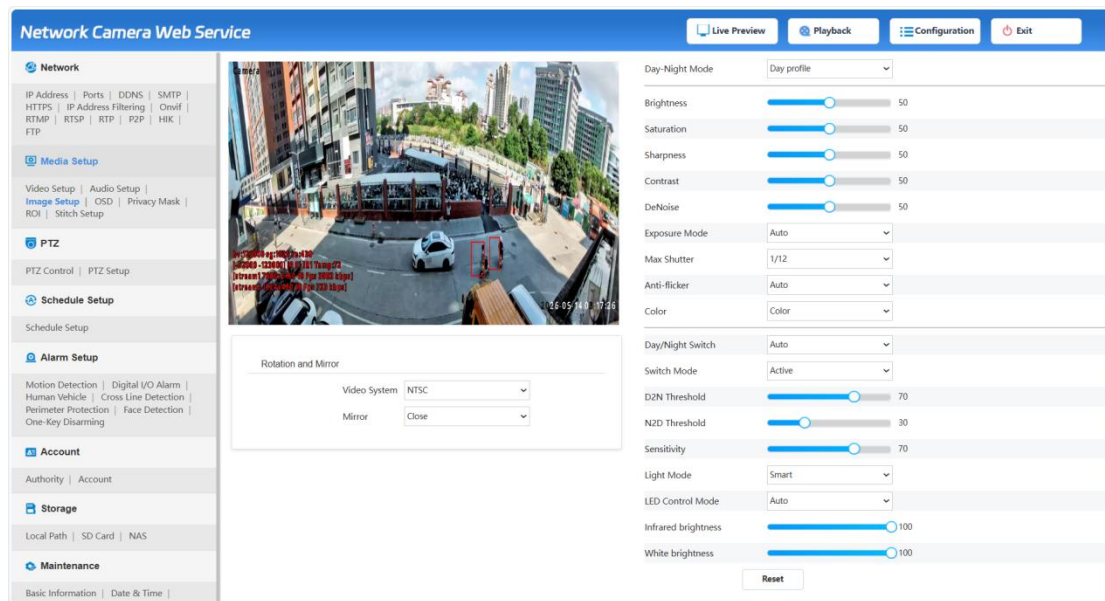 Network Camera Web Service
Live Preview
Playback
Configuration
Exit
Network
IP Address | Ports | DDNS | SMTP |
HTTPS | IP Address Filtering | Onvif |
RTMP | RTSP | RTP | P2P | HIK |
FTP
Media Setup
Video Setup | Audio Setup |
Image Setup | OSD | Privacy Mask |
ROI | Stitch Setup
PTZ
PTZ Control | PTZ Setup
Schedule Setup
Schedule Setup
Alarm Setup
Motion Detection | Digital I/O Alarm |
Human Vehicle | Cross Line Detection |
Perimeter Protection | Face Detection |
One-Key Disarming
Account
Authority | Account
Storage
Local Path | SD Card | NAS
Maintenance
Basic Information | Date & Time |
Camera
Rotation and Mirror
Video System NTSC
Mirror Close
Day-Night Mode Day profile
Brightness 50
Saturation 50
Sharpness 50
Contrast 50
DeNoise 50
Exposure Mode Auto
Max Shutter 1/12
Anti-flicker Auto
Color Color
Day/Night Switch Auto
Switch Mode Active
D2N Threshold 70
N2D Threshold 30
Sensitivity 70
Light Mode Smart
LED Control Mode Auto
Infrared brightness 100
White brightness 100
Reset